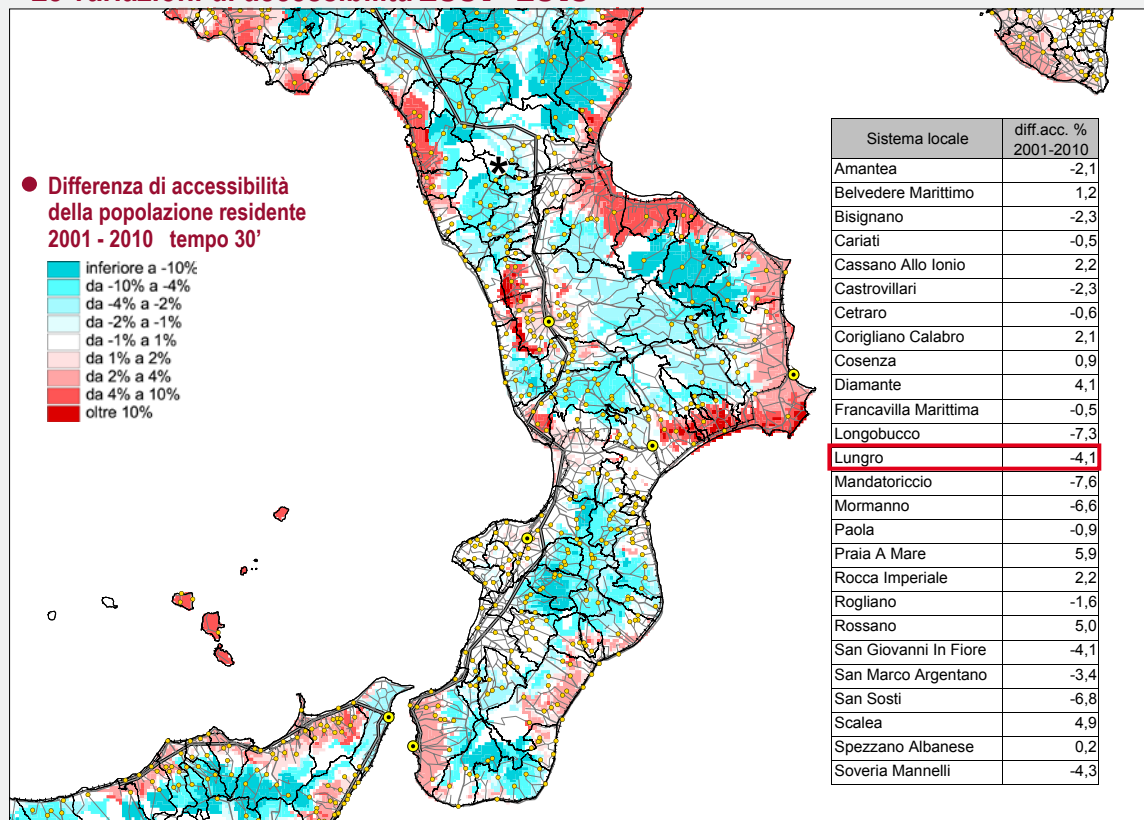 Le variazioni di accessibilità 2001 - 2010
Differenza di accessibilità
della popolazione residente
2001 - 2010 tempo 30'
inferiore a -10%
da -10% a -4%
da -4% a -2%
da -2% a -1%
da -1% a 1%
da 1% a 2%
da 2% a 4%
da 4% a 10%
oltre 10%
*
Sistema locale diff.acc. % 2001-2010
Amantea -2,1
Belvedere Marittimo 1,2
Bisignano -2,3
Cariati -0,5
Cassano Allo Ionio 2,2
Castrovillari -2,3
Cetraro -0,6
Corigliano Calabro 2,1
Cosenza 0,9
Diamante 4,1
Francavilla Marittima -0,5
Longobucco -7,3
Lungro -4,1
Mandatoriccio -7,6
Mormanno -6,6
Paola -0,9
Praia A Mare 5,9
Rocca Imperiale 2,2
Rogliano -1,6
Rossano 5,0
San Giovanni In Fiore -4,1
San Marco Argentano -3,4
San Sosti -6,8
Scalea 4,9
Spezzano Albanese 0,2
Soveria Mannelli -4,3